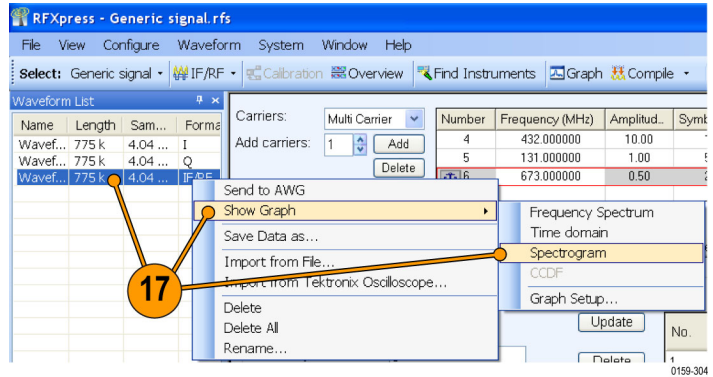 RFXpress - Generic signal.rfs
File View Configure Waveform System Window Help
Select: Generic signal IF/RF Calibration Overview Find Instruments Graph Compile
Waveform List
Name Length Sam... Forma
Wavef... 775 k 4.04 ... I
Wavef... 775 k 4.04 ... Q
Wavef... 775 k 4.04 ... IF/RF
Carriers: Multi Carrier
Add carriers: 1 Add
Delete
Number Frequency (MHz) Amplitud... Symb
4 432.000000 10.00
5 131.000000 1.00
6 673.000000 0.50
Send to AWG
Show Graph
Save Data as...
Import from File...
Import from Tektronix Oscilloscope...
Delete
Delete All
Rename...
Frequency Spectrum
Time domain
Spectrogram
CCDF
Graph Setup...
17
Update
No.
Delete
1
0159-304